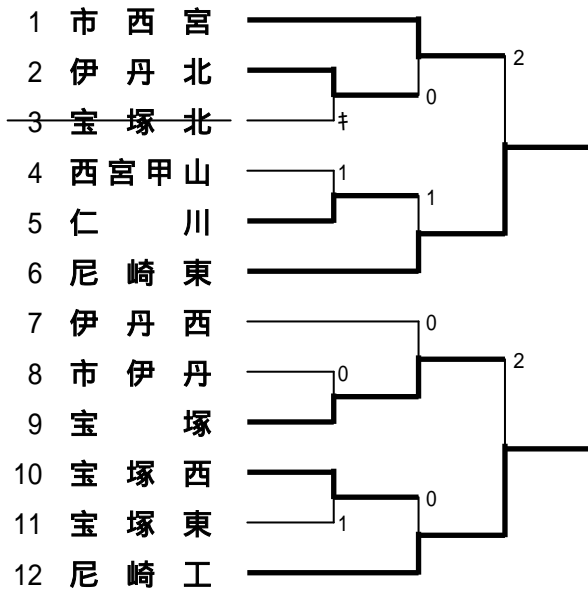 1 市西宮
2
2 伊丹北
0
3 宝塚北
ｷ
4 西宮甲山
1
5 仁川
1
6 尼崎東
7 伊丹西
0
8 市伊丹
0
2
9 宝塚
10 宝塚西
0
11 宝塚東
1
12 尼崎工